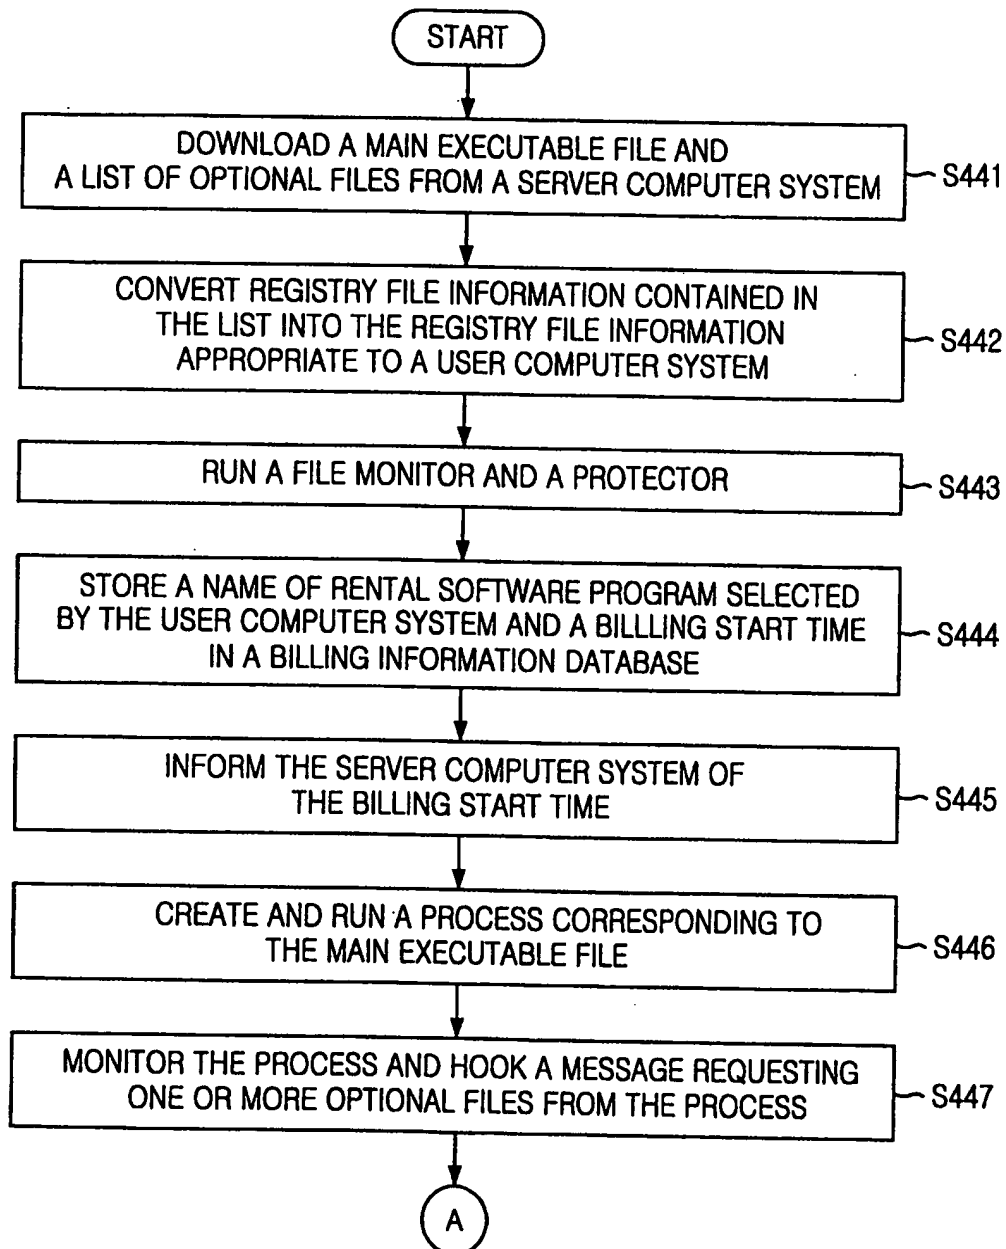 START
DOWNLOAD A MAIN EXECUTABLE FILE AND
A LIST OF OPTIONAL FILES FROM A SERVER COMPUTER SYSTEM
S441
CONVERT REGISTRY FILE INFORMATION CONTAINED IN
THE LIST INTO THE REGISTRY FILE INFORMATION
APPROPRIATE TO A USER COMPUTER SYSTEM
S442
RUN A FILE MONITOR AND A PROTECTOR
S443
STORE A NAME OF RENTAL SOFTWARE PROGRAM SELECTED
BY THE USER COMPUTER SYSTEM AND A BILLLING START TIME
IN A BILLING INFORMATION DATABASE
S444
INFORM THE SERVER COMPUTER SYSTEM OF
THE BILLING START TIME
S445
CREATE AND RUN A PROCESS CORRESPONDING TO
THE MAIN EXECUTABLE FILE
S446
MONITOR THE PROCESS AND HOOK A MESSAGE REQUESTING
ONE OR MORE OPTIONAL FILES FROM THE PROCESS
S447
A